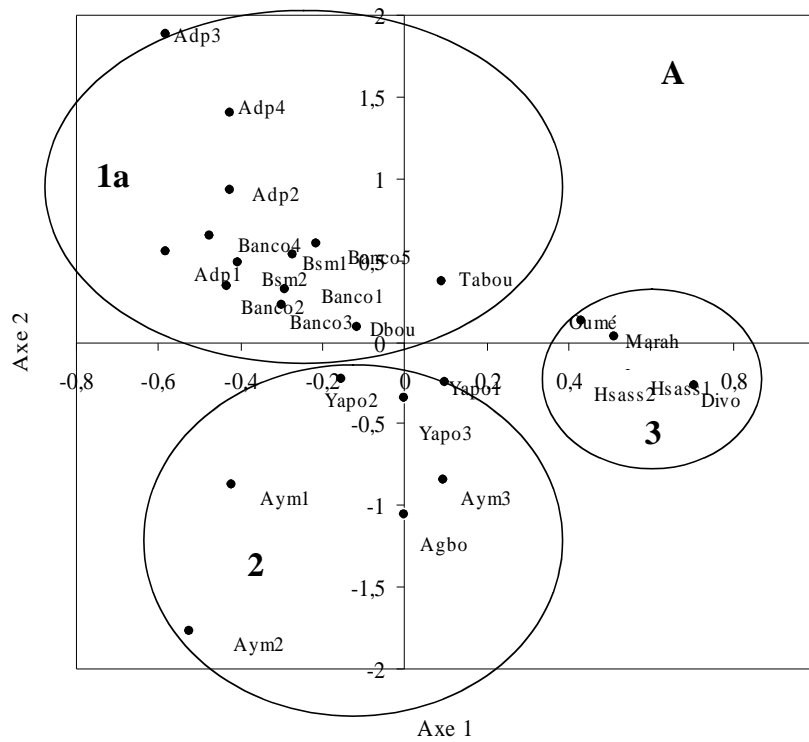 2
Adp3
A
1,5
Adp4
1a
1
Adp2
Banco4
Banco5
Bsm1
0,5
Adp1
Bsm2
Tabou
Banco2
Banco1
Banco3
Dbou
Oumé
Marah
0
Axe 2
-0,8
-0,6
-0,4
-0,2
0
0,2
0,4
0,6
0,8
Yapo2
Yapo1
Hsass2
Hsass1
Divo
-0,5
Yapo3
3
Aym1
Aym3
-1
Agbo
2
-1,5
Aym2
-2
Axe 1